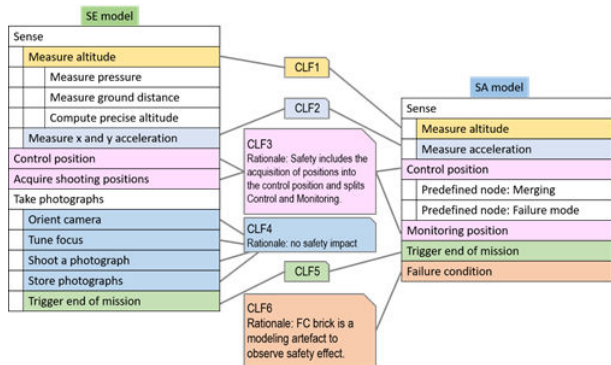 SE model
Sense
Measure altitude
Measure pressure
Measure ground distance
Compute precise altitude
Measure x and y acceleration
Control position
Acquire shooting positions
Take photographs
Orient camera
Tune focus
Shoot a photograph
Store photographs
Trigger end of mission
CLF1
CLF2
CLF3
Rationale: Safety includes the
acquisition of positions into
the control position and splits
Control and Monitoring.
CLF4
Rationale: no safety impact
CLF5
CLF6
Rationale: FC brick is a
modeling artefact to
observe safety effect.
SA model
Sense
Measure altitude
Measure acceleration
Control position
Predefined node: Merging
Predefined node: Failure mode
Monitoring position
Trigger end of mission
Failure condition